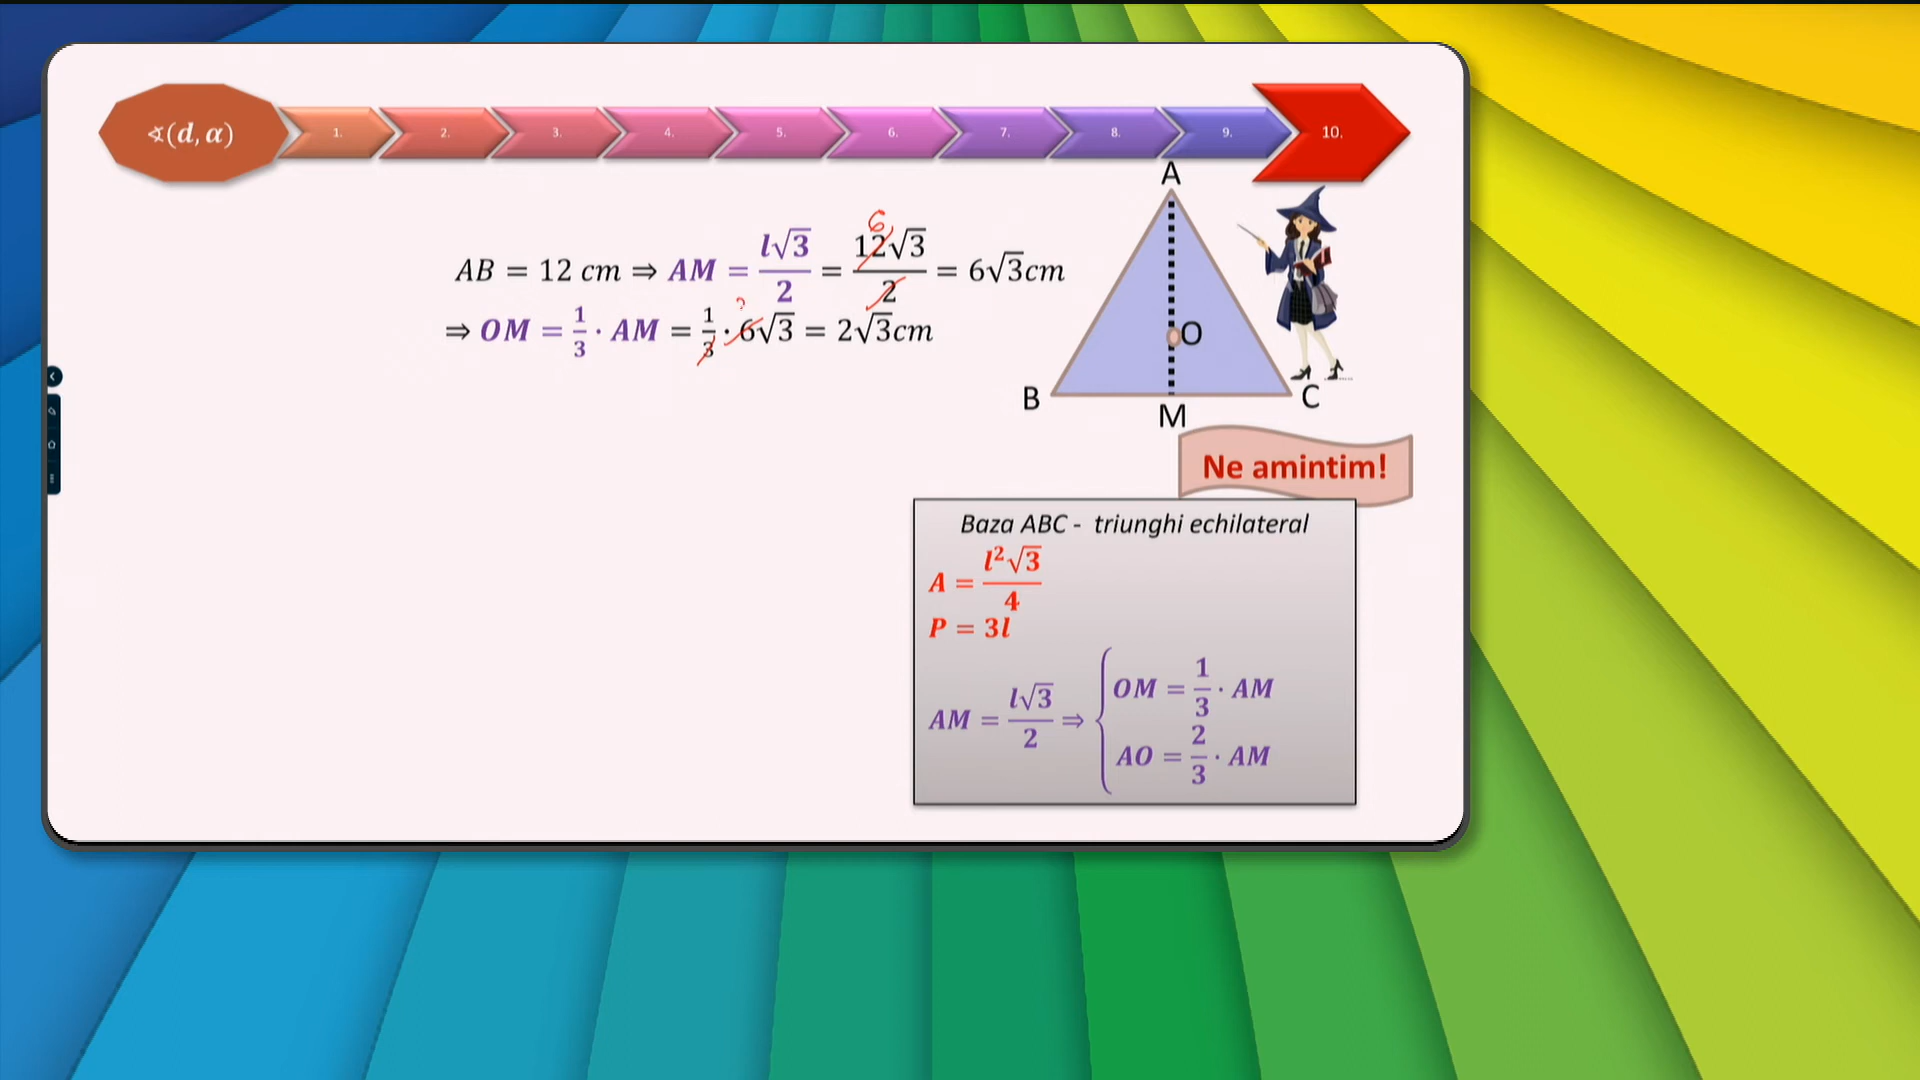 ∢(d, α)
1. 2. 3. 4. 5. 6. 7. 8. 9. 10.
A
6
AB = 12 cm ⇒ AM = l√3/2 = 12√3/2 = 6√3cm
⇒ OM = 1/3 · AM = 1/3 · 6√3 = 2√3cm
O
B
C
M
Ne amintim!
Baza ABC - triunghi echilateral
A = l²√3/4
P = 3l
AM = l√3/2 ⇒ { OM = 1/3 · AM
AO = 2/3 · AM